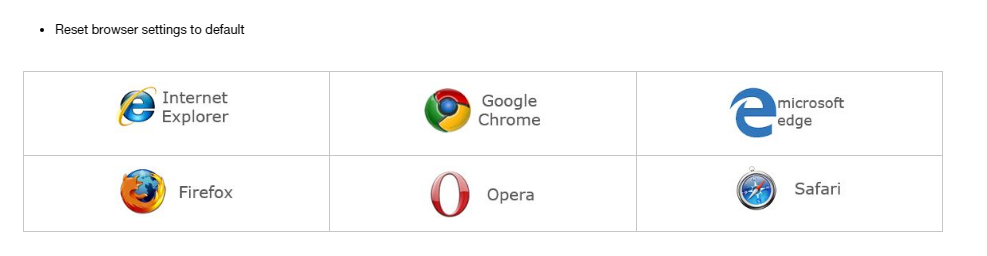 Reset browser settings to default
Internet
Explorer
Google
Chrome
microsoft
edge
Firefox
Opera
Safari